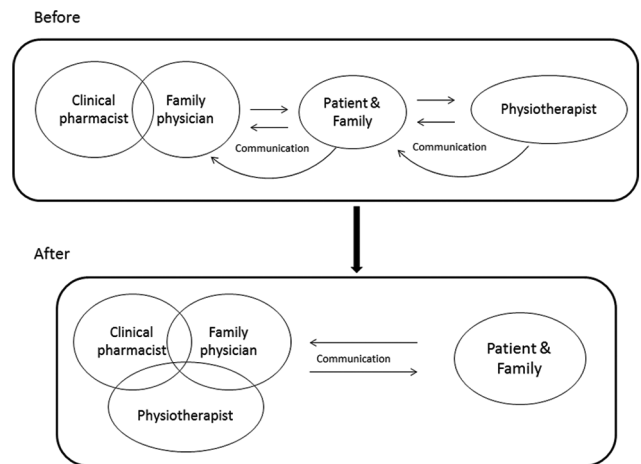 Before
Clinical
pharmacist
Family
physician
Patient &
Family
Physiotherapist
Communication
Communication
After
Clinical
pharmacist
Family
physician
Physiotherapist
Communication
Patient &
Family